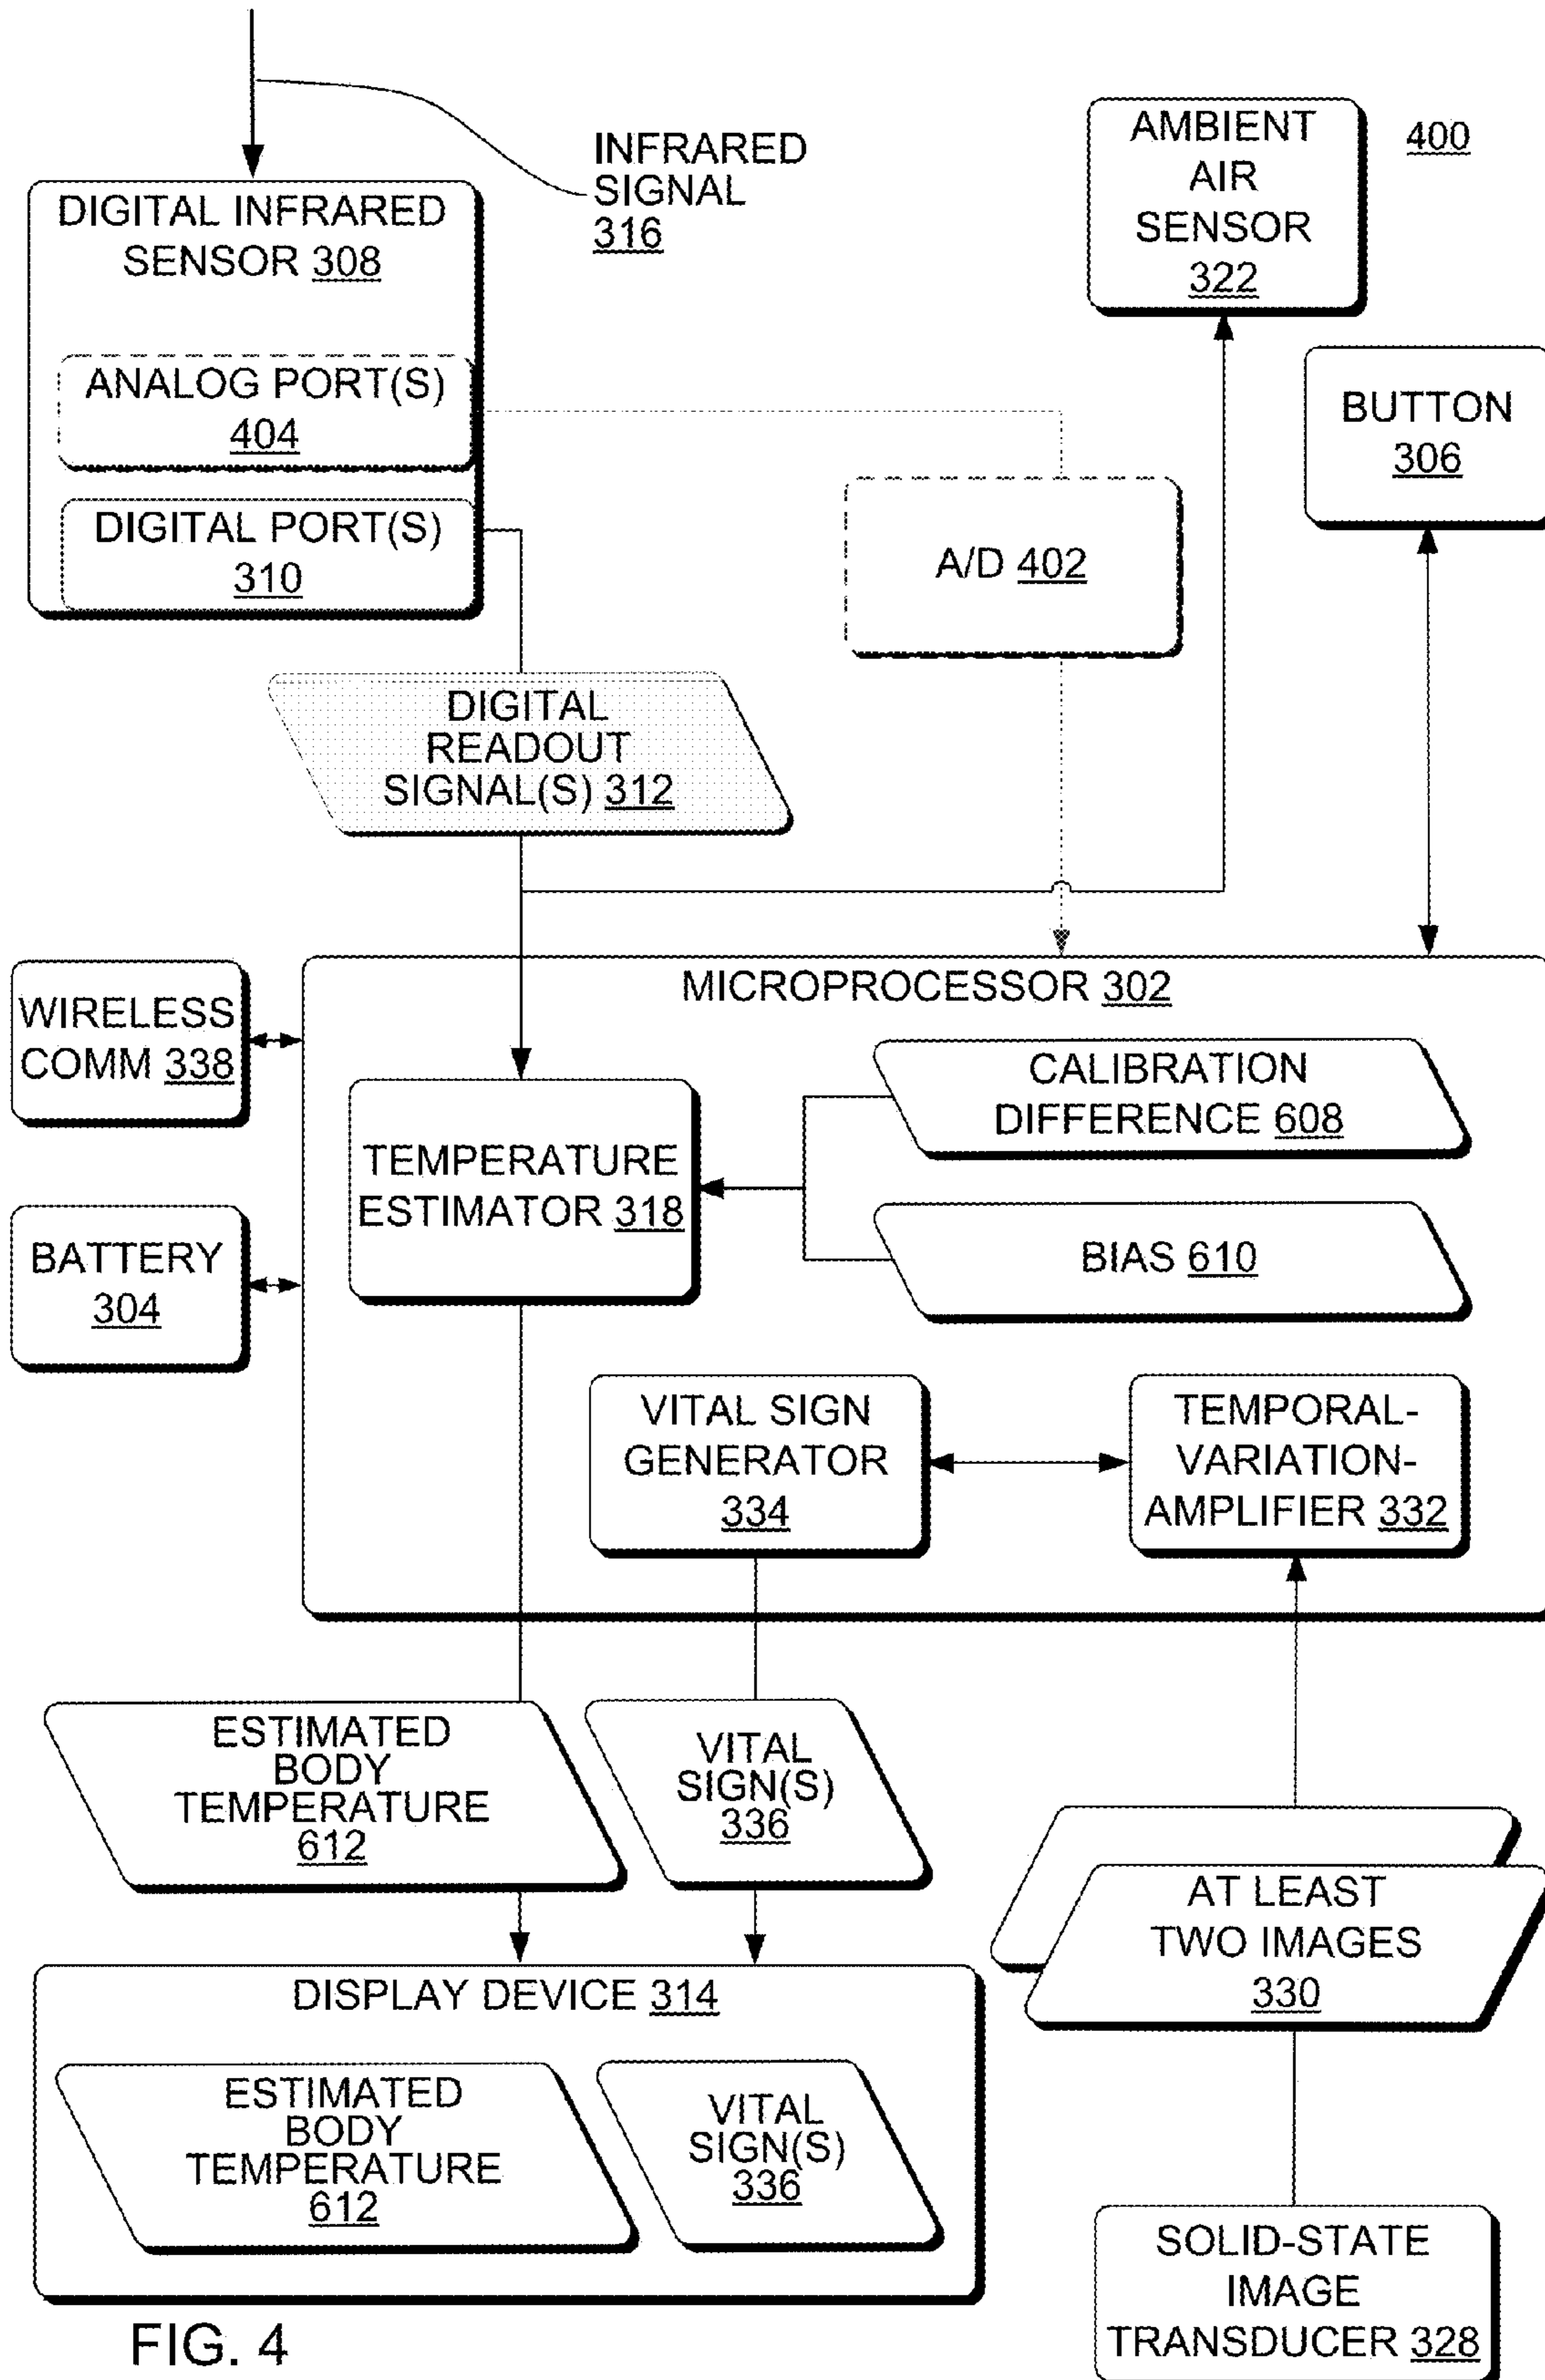 INFRARED
SIGNAL
316
AMBIENT
AIR
SENSOR
322
400
DIGITAL INFRARED
SENSOR 308
ANALOG PORT(S)
404
DIGITAL PORT(S)
310
A/D 402
BUTTON
306
DIGITAL
READOUT
SIGNAL(S) 312
MICROPROCESSOR 302
WIRELESS
COMM 338
BATTERY
304
TEMPERATURE
ESTIMATOR 318
CALIBRATION
DIFFERENCE 608
BIAS 610
VITAL SIGN
GENERATOR
334
TEMPORAL-
VARIATION-
AMPLIFIER 332
ESTIMATED
BODY
TEMPERATURE
612
VITAL
SIGN(S)
336
AT LEAST
TWO IMAGES
330
DISPLAY DEVICE 314
ESTIMATED
BODY
TEMPERATURE
612
VITAL
SIGN(S)
336
SOLID-STATE
IMAGE
TRANSDUCER 328
FIG. 4